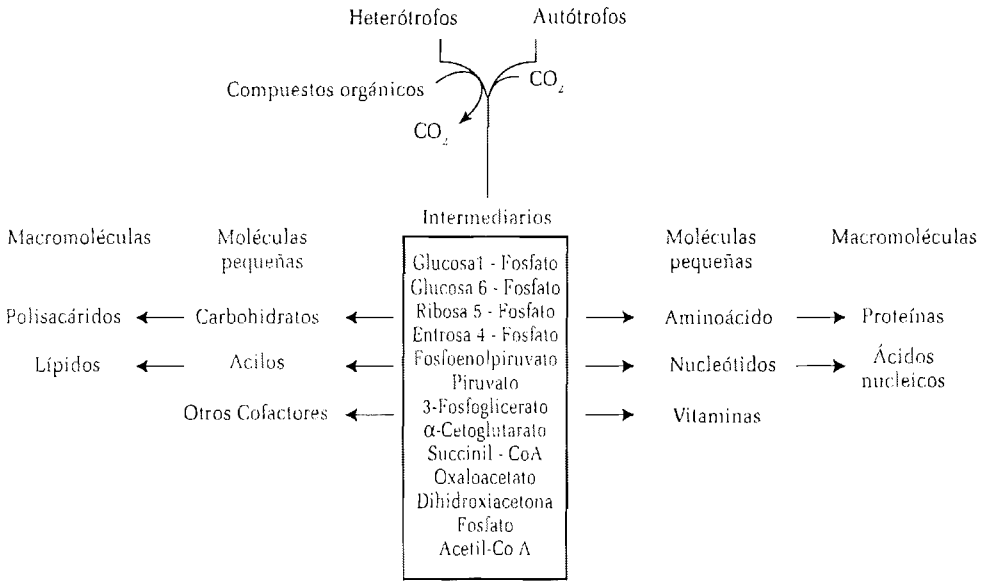 Heterótrofos Autótrofos
Compuestos orgánicos CO2
CO2
Intermediarios
Macromoléculas Moléculas pequeñas Moléculas pequeñas Macromoléculas
Glucosa1 - Fosfato
Glucosa 6 - Fosfato
Polisacáridos Carbohidratos Ribosa 5 - Fosfato Aminoácido Proteínas
Entrosa 4 - Fosfato
Lípidos Acilos Fosfoenolpiruvato Nucleótidos Ácidos nucleicos
Piruvato
Otros Cofactores 3-Fosfoglicerato Vitaminas
α-Cetoglutarato
Succinil - CoA
Oxaloacetato
Dihidroxiacetona
Fosfato
Acetil-Co A